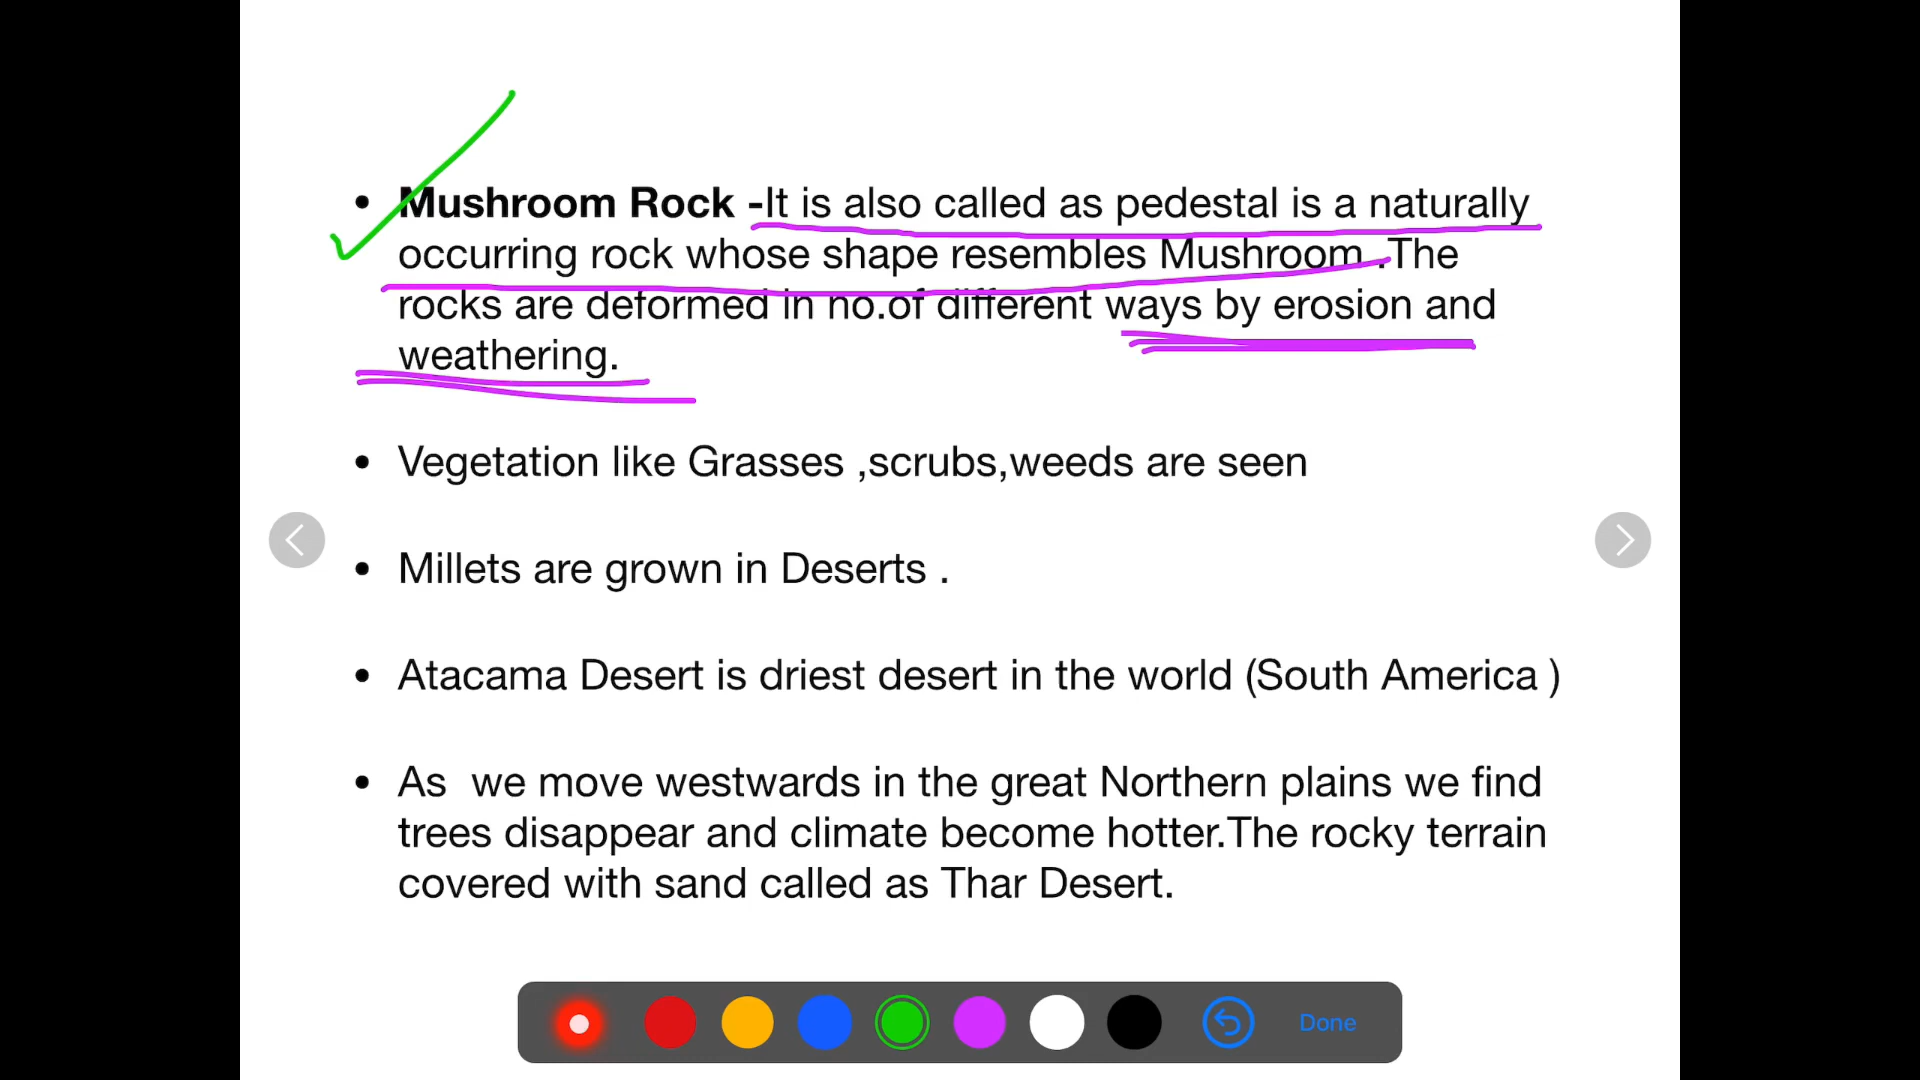 • Mushroom Rock -It is also called as pedestal is a naturally
occurring rock whose shape resembles Mushroom .The
rocks are deformed in no.of different ways by erosion and
weathering.
• Vegetation like Grasses ,scrubs,weeds are seen
• Millets are grown in Deserts .
• Atacama Desert is driest desert in the world (South America )
• As  we move westwards in the great Northern plains we find
trees disappear and climate become hotter.The rocky terrain
covered with sand called as Thar Desert.
Done